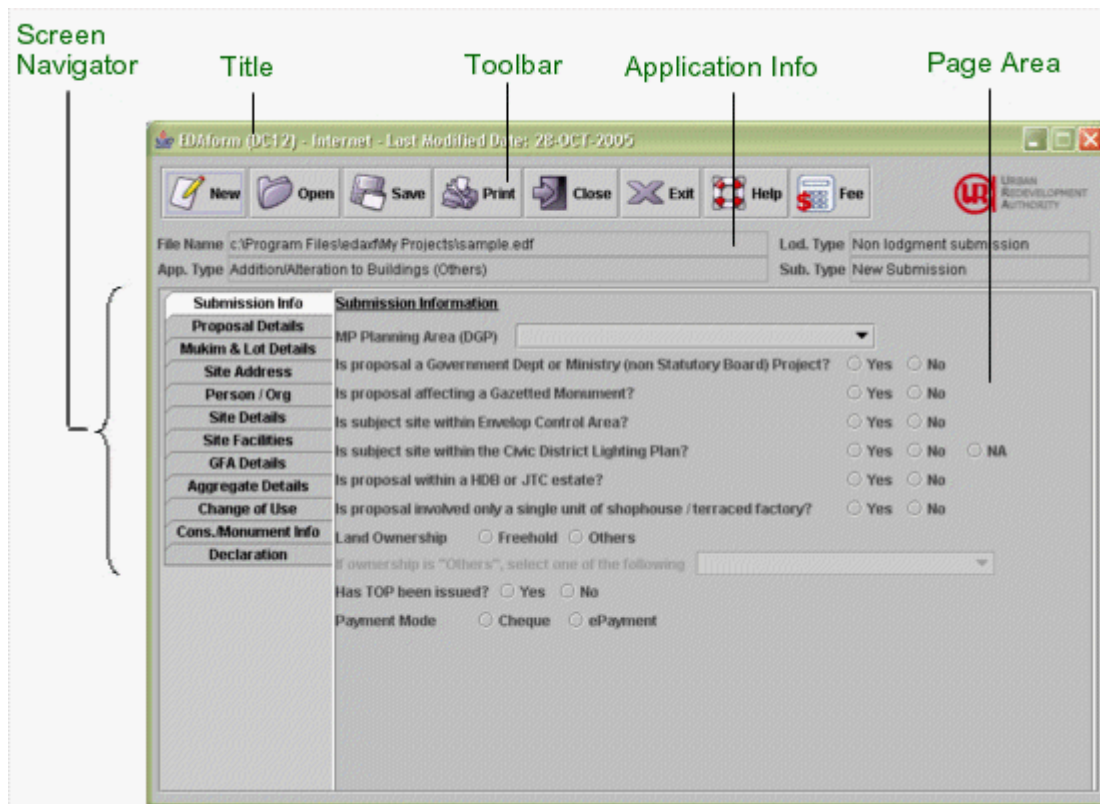 Screen
Navigator
Title
Toolbar
Application Info
Page Area
EDAform (DC12) - Internet - Last Modified Date: 28-OCT-2005
New Open Save Print Close Exit Help Fee
URBAN
REDEVELOPMENT
AUTHORITY
File Name c:\Program Files\edaxf\My Projects\sample.edf Lod. Type Non lodgment submission
App. Type Addition/Alteration to Buildings (Others) Sub. Type New Submission
Submission Info
Proposal Details
Mukim & Lot Details
Site Address
Person / Org
Site Details
Site Facilities
GFA Details
Aggregate Details
Change of Use
Cons./Monument Info
Declaration
Submission Information
MP Planning Area (DGP)
Is proposal a Government Dept or Ministry (non Statutory Board) Project? Yes No
Is proposal affecting a Gazetted Monument? Yes No
Is subject site within Envelop Control Area? Yes No
Is subject site within the Civic District Lighting Plan? Yes No NA
Is proposal within a HDB or JTC estate? Yes No
Is proposal involved only a single unit of shophouse / terraced factory? Yes No
Land Ownership Freehold Others
If ownership is "Others", select one of the following
Has TOP been issued? Yes No
Payment Mode Cheque ePayment